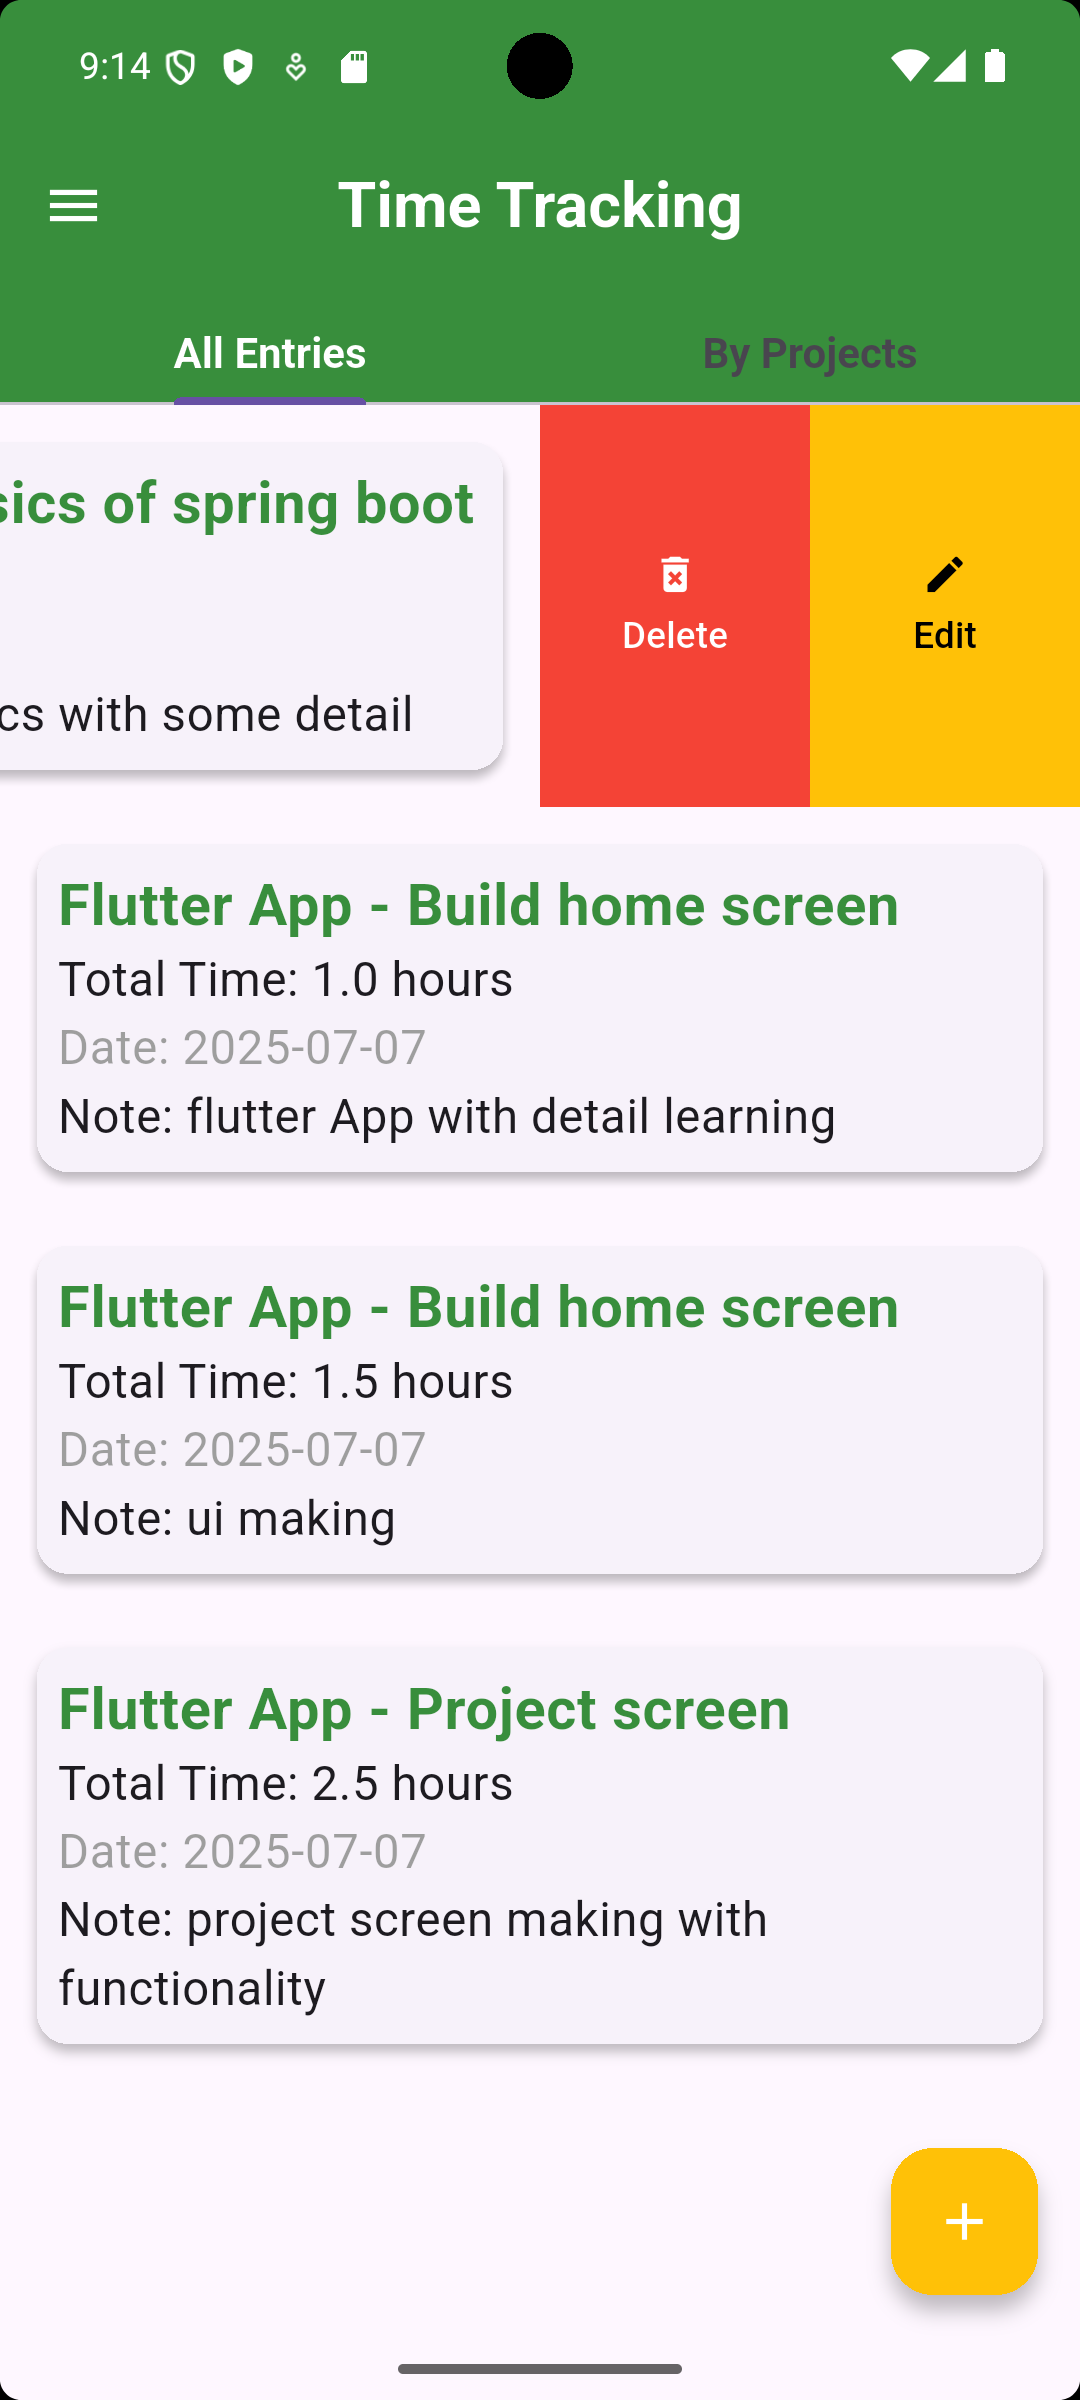 9:14
Time Tracking
All Entries
By Projects
sics of spring boot
cs with some detail
Delete
Edit
Flutter App - Build home screen
Total Time: 1.0 hours
Date: 2025-07-07
Note: flutter App with detail learning
Flutter App - Build home screen
Total Time: 1.5 hours
Date: 2025-07-07
Note: ui making
Flutter App - Project screen
Total Time: 2.5 hours
Date: 2025-07-07
Note: project screen making with
functionality